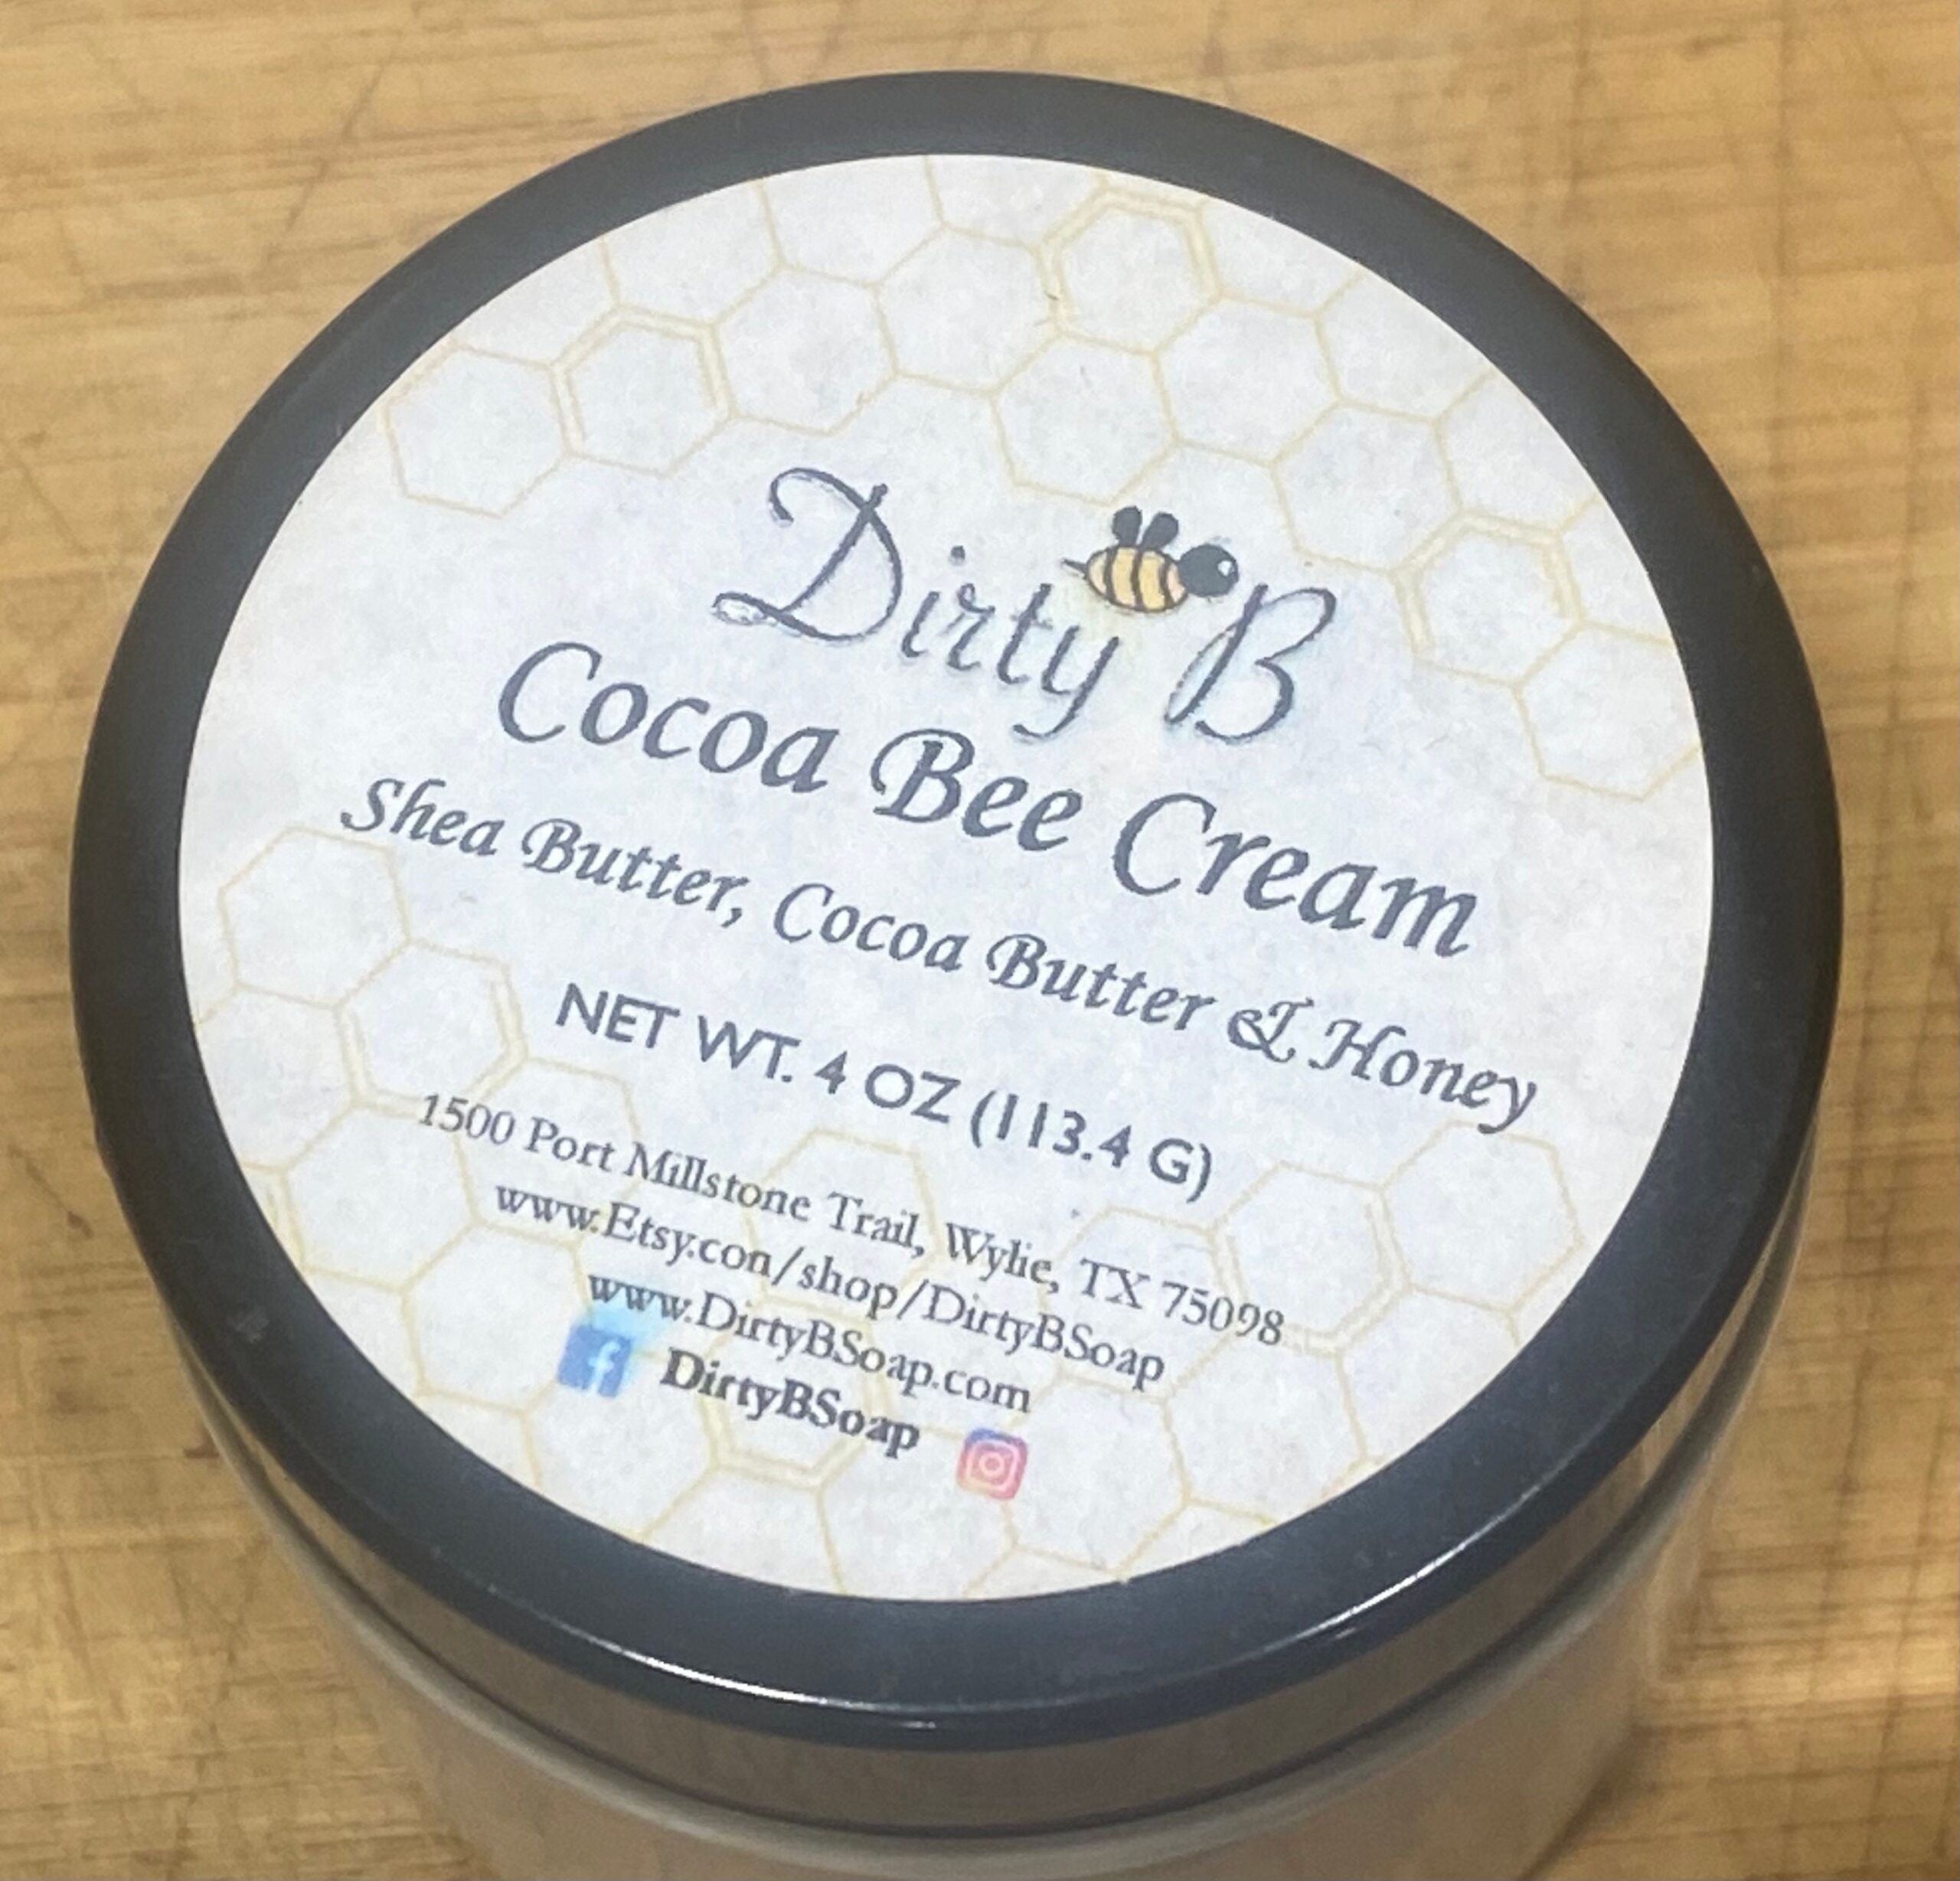 Dirty B
Cocoa Bee Cream
Shea Butter, Cocoa Butter & Honey
NET WT. 4 OZ (113.4 G)
1500 Port Millstone Trail, Wylie, TX 75098
www.Etsy.con/shop/DirtyBSoap
www.DirtyBSoap.com
DirtyBSoap